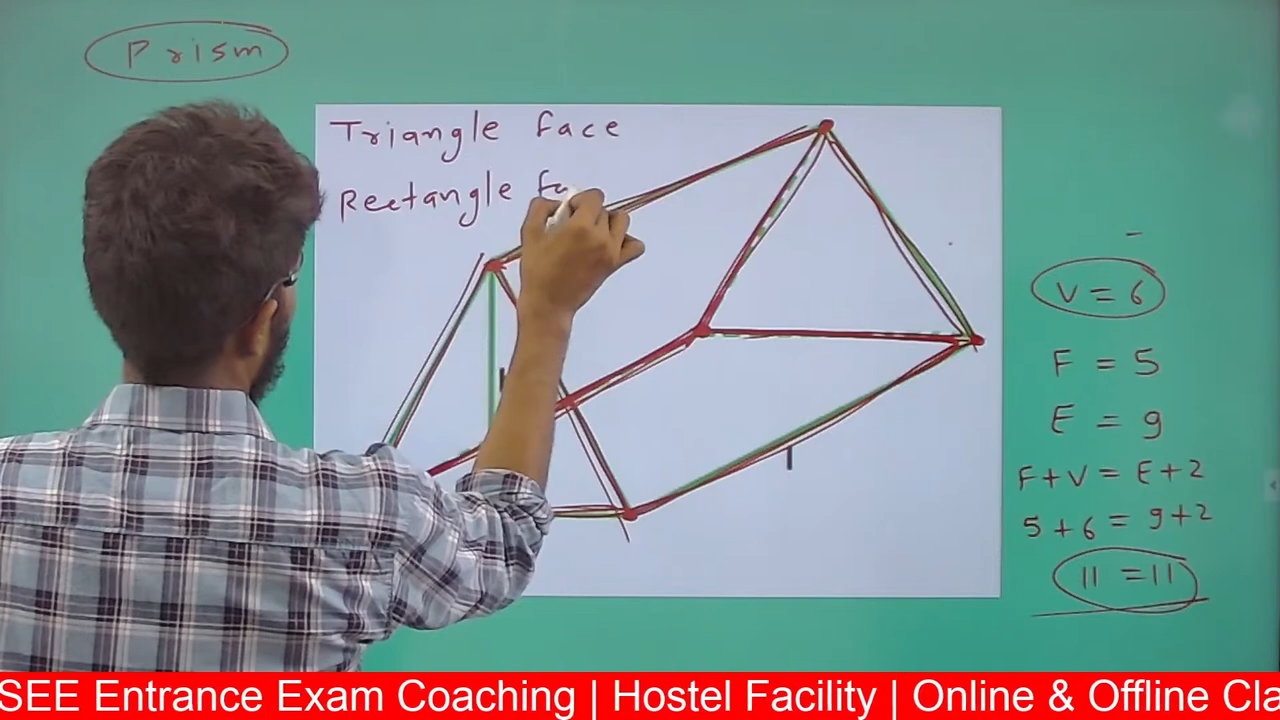 Prism
Triangle face
Rectangle fa
V = 6
F = 5
E = 9
F+V = E+2
5+6 = 9+2
11 = 11
SEE Entrance Exam Coaching | Hostel Facility | Online & Offline Cla